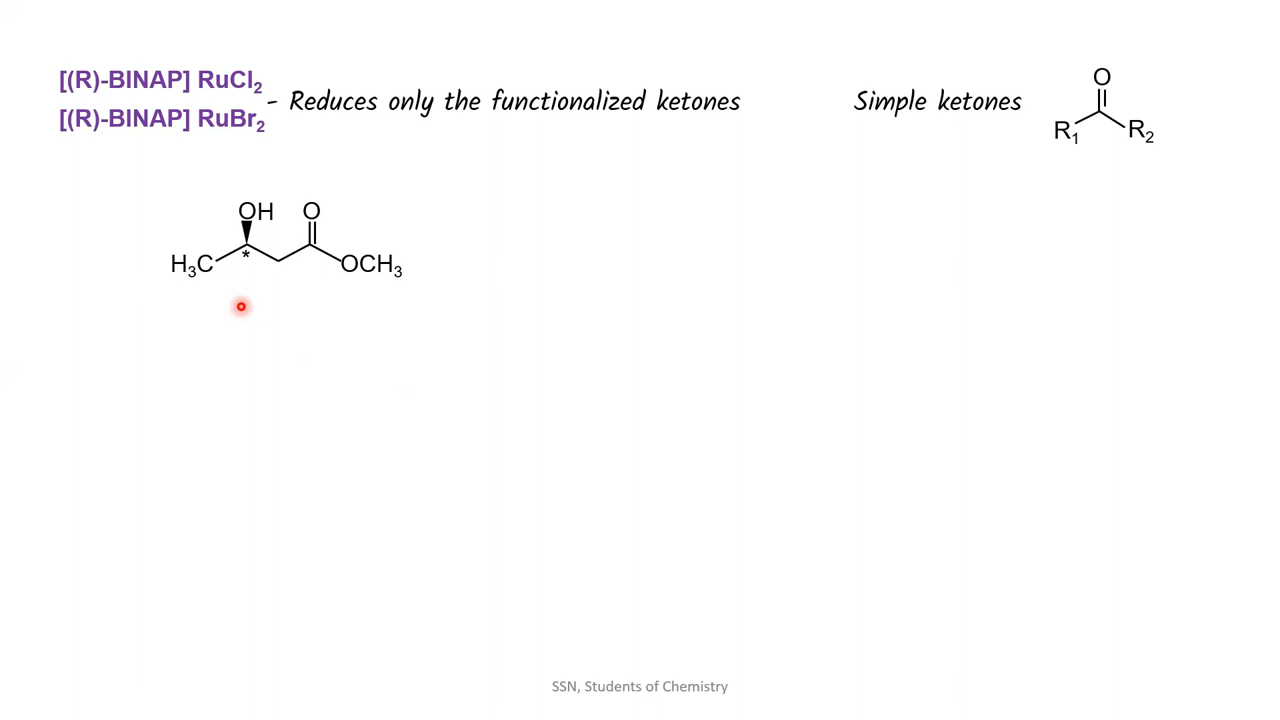 [(R)-BINAP] RuCl₂
[(R)-BINAP] RuBr₂
- Reduces only the functionalized ketones
Simple ketones
O
R₁ R₂
OH O
*
H₃C OCH₃
SSN, Students of Chemistry